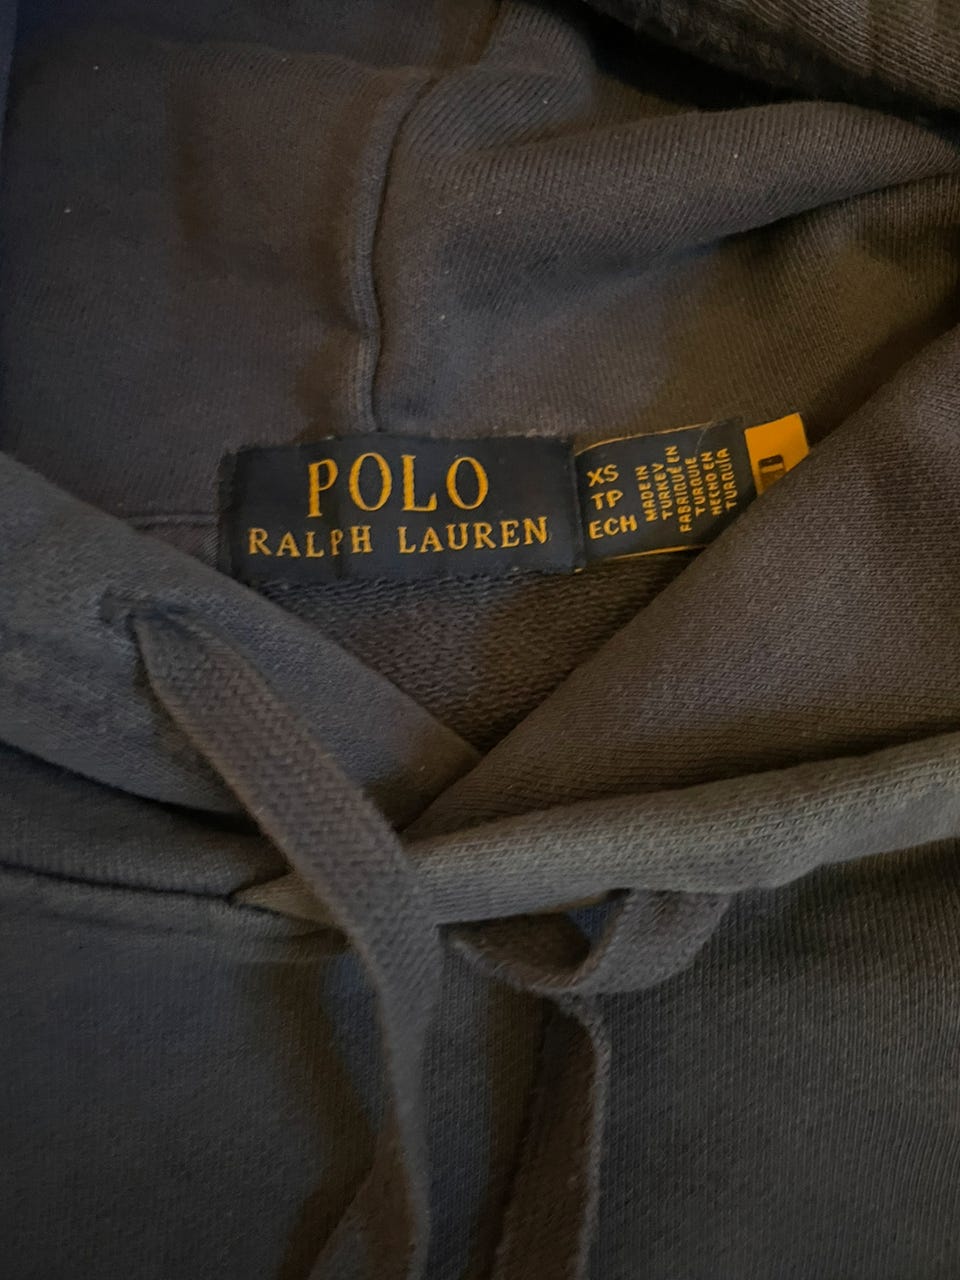 POLO
RALPH LAUREN
XS
TP
ECH
MADE IN
TURKEY
FABRIQUÉ EN
TURQUIE
HECHO EN
TURQUÍA